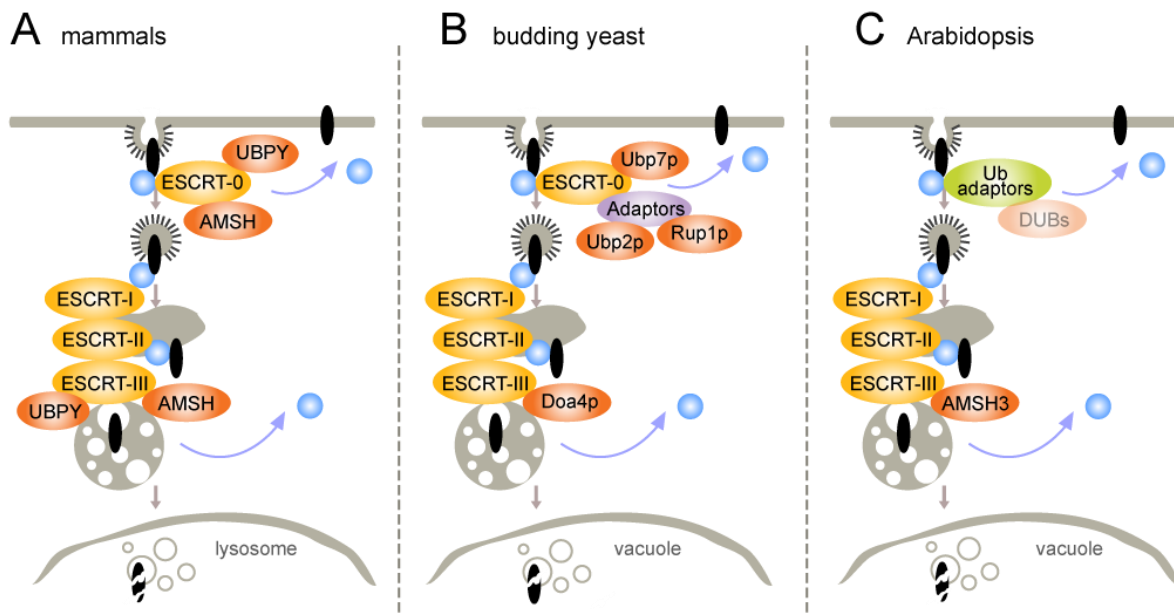 A mammals
UBPY
ESCRT-0
AMSH
ESCRT-I
ESCRT-II
ESCRT-III
UBPY
AMSH
lysosome
B budding yeast
Ubp7p
ESCRT-0
Adaptors
Ubp2p
Rup1p
ESCRT-I
ESCRT-II
ESCRT-III
Doa4p
vacuole
C Arabidopsis
Ub
adaptors
DUBs
ESCRT-I
ESCRT-II
ESCRT-III
AMSH3
vacuole